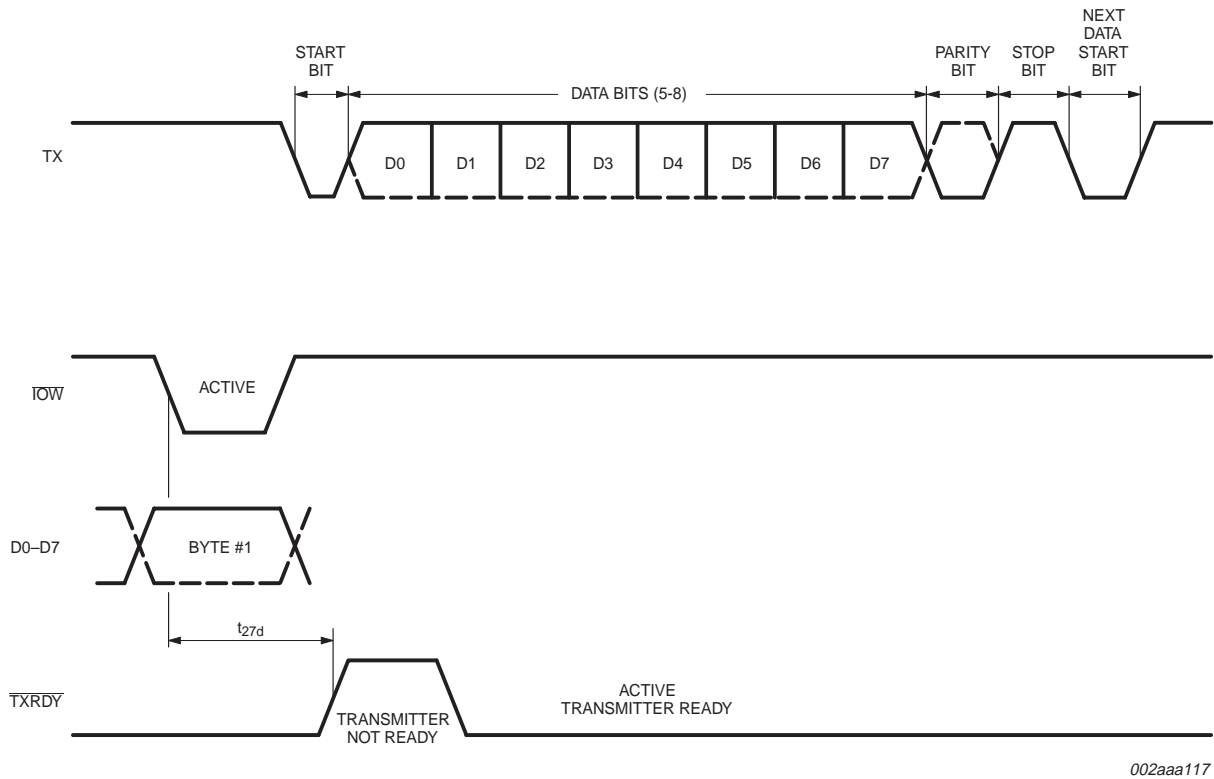 START
BIT
DATA BITS (5-8)
PARITY
BIT
STOP
BIT
NEXT
DATA
START
BIT
TX
D0 D1 D2 D3 D4 D5 D6 D7
IOW
ACTIVE
D0–D7
BYTE #1
t27d
TXRDY
TRANSMITTER
NOT READY
ACTIVE
TRANSMITTER READY
002aaa117